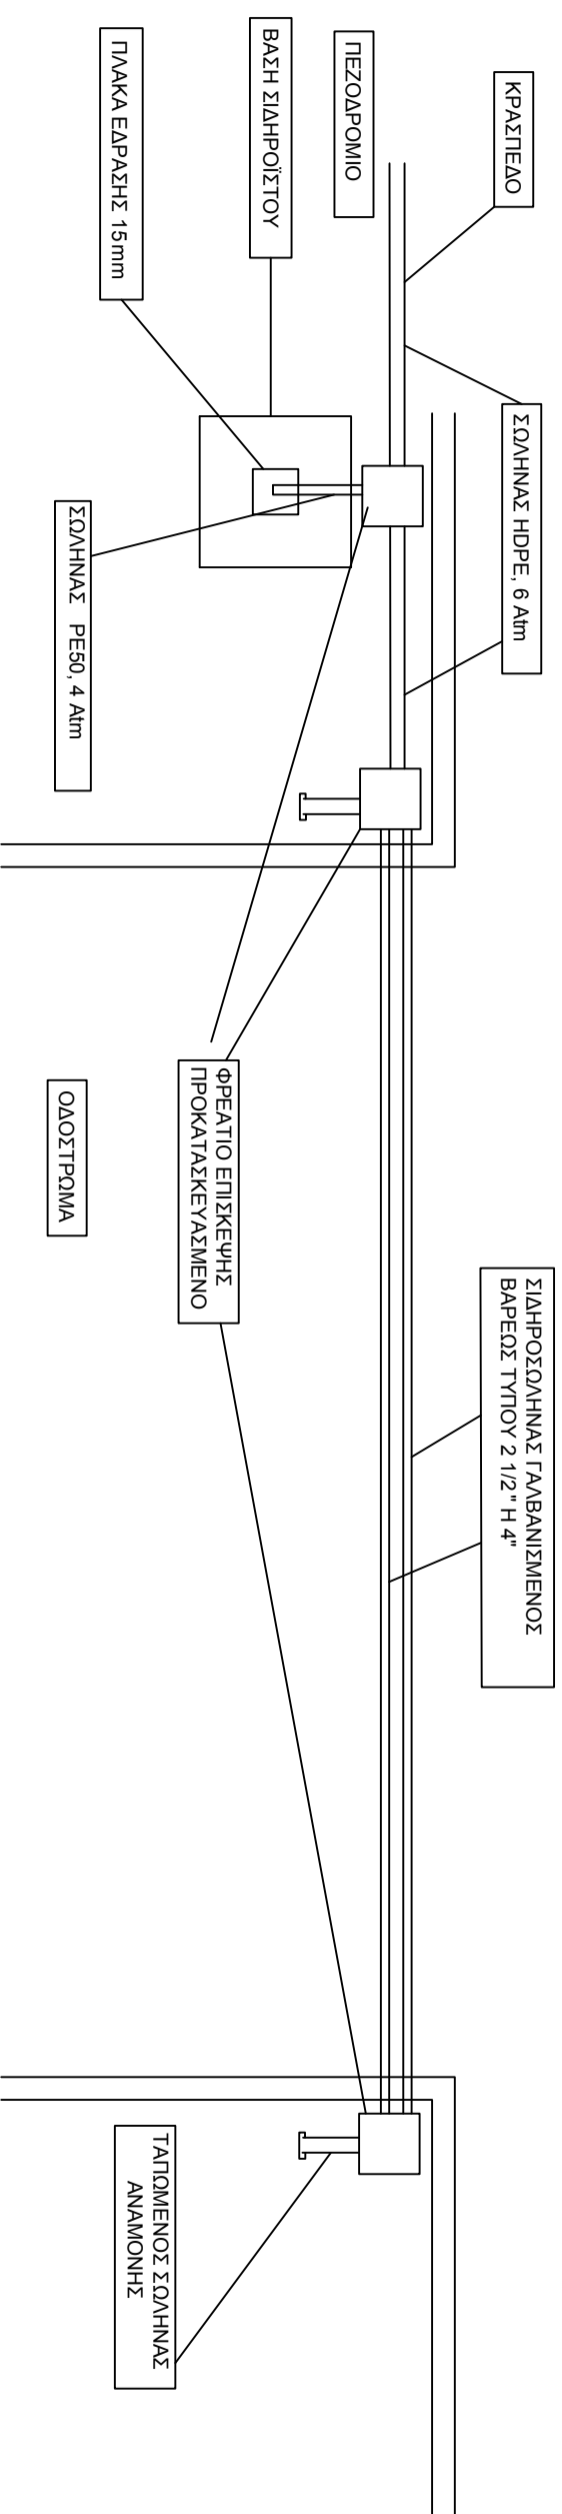 ΚΡΑΣΠΕΔΟ
ΠΕΖΟΔΡΟΜΙΟ
ΒΑΣΗ ΣΙΔΗΡΟΪΣΤΟΥ
ΠΛΑΚΑ ΕΔΡΑΣΗΣ 15mm
ΣΩΛΗΝΑΣ HDPE, 6 Atm
ΣΩΛΗΝΑΣ PE50, 4 Atm
ΦΡΕΑΤΙΟ ΕΠΙΣΚΕΨΗΣ
ΠΡΟΚΑΤΑΣΚΕΥΑΣΜΕΝΟ
ΟΔΟΣΤΡΩΜΑ
ΣΙΔΗΡΟΣΩΛΗΝΑΣ ΓΑΛΒΑΝΙΣΜΕΝΟΣ
ΒΑΡΕΩΣ ΤΥΠΟΥ 2 1/2" Η 4"
ΤΑΠΩΜΕΝΟΣ ΣΩΛΗΝΑΣ
ΑΝΑΜΟΝΗΣ